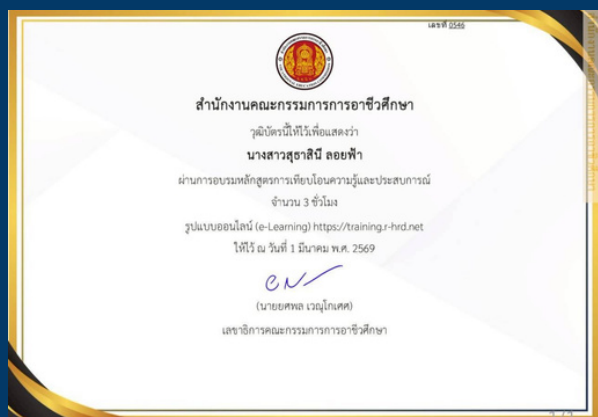 เลขที่ 0546
สำนักงานคณะกรรมการการอาชีวศึกษา
วุฒิบัตรนี้ให้ไว้เพื่อแสดงว่า
นางสาวสุธาสินี ลอยฟ้า
ผ่านการอบรมหลักสูตรการเทียบโอนความรู้และประสบการณ์
จำนวน 3 ชั่วโมง
รูปแบบออนไลน์ (e-Learning) https://training.r-hrd.net
ให้ไว้ ณ วันที่ 1 มีนาคม พ.ศ. 2569
(นายยศพล เวณุโกเศศ)
เลขาธิการคณะกรรมการการอาชีวศึกษา